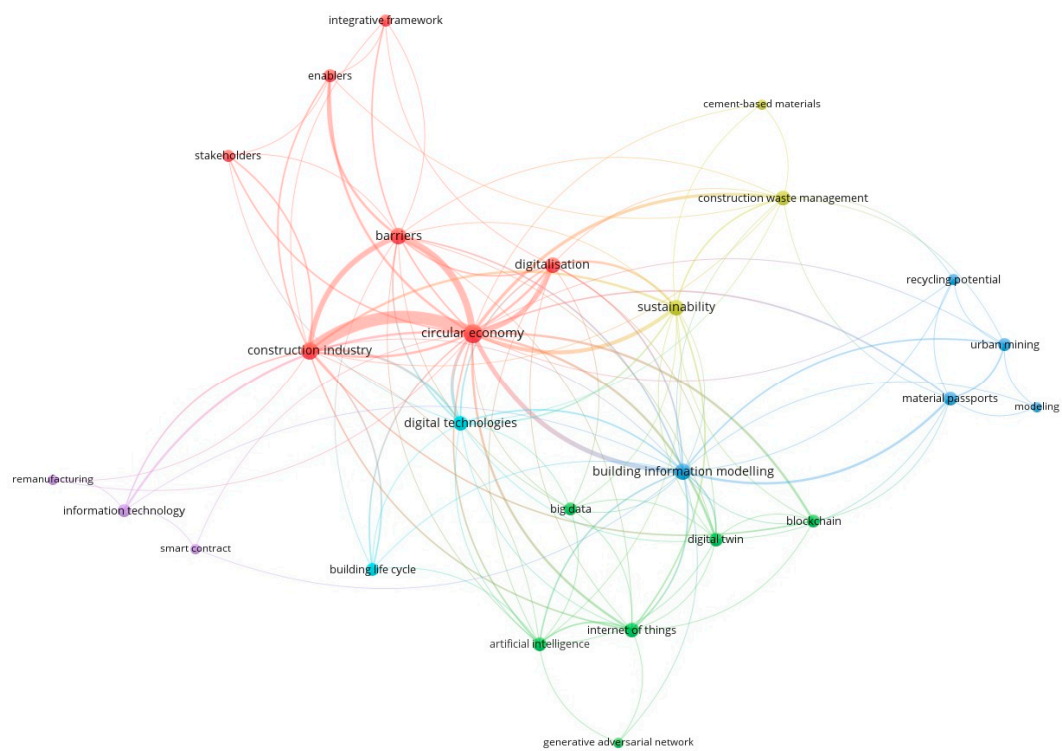 integrative framework
enablers
cement-based materials
stakeholders
construction waste management
barriers
digitalisation
recycling potential
sustainability
circular economy
urban mining
construction industry
material passports
modeling
digital technologies
building information modelling
remanufacturing
information technology
big data
blockchain
digital twin
smart contract
building life cycle
internet of things
artificial intelligence
generative adversarial network